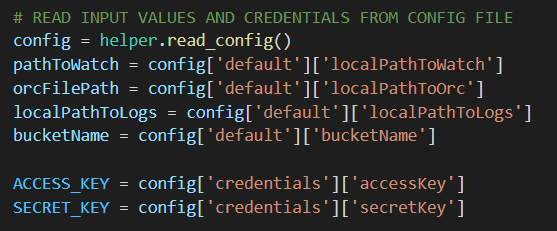 # READ INPUT VALUES AND CREDENTIALS FROM CONFIG FILE
config = helper.read_config()
pathToWatch = config['default']['localPathToWatch']
orcFilePath = config['default']['localPathToOrc']
localPathToLogs = config['default']['localPathToLogs']
bucketName = config['default']['bucketName']

ACCESS_KEY = config['credentials']['accessKey']
SECRET_KEY = config['credentials']['secretKey']